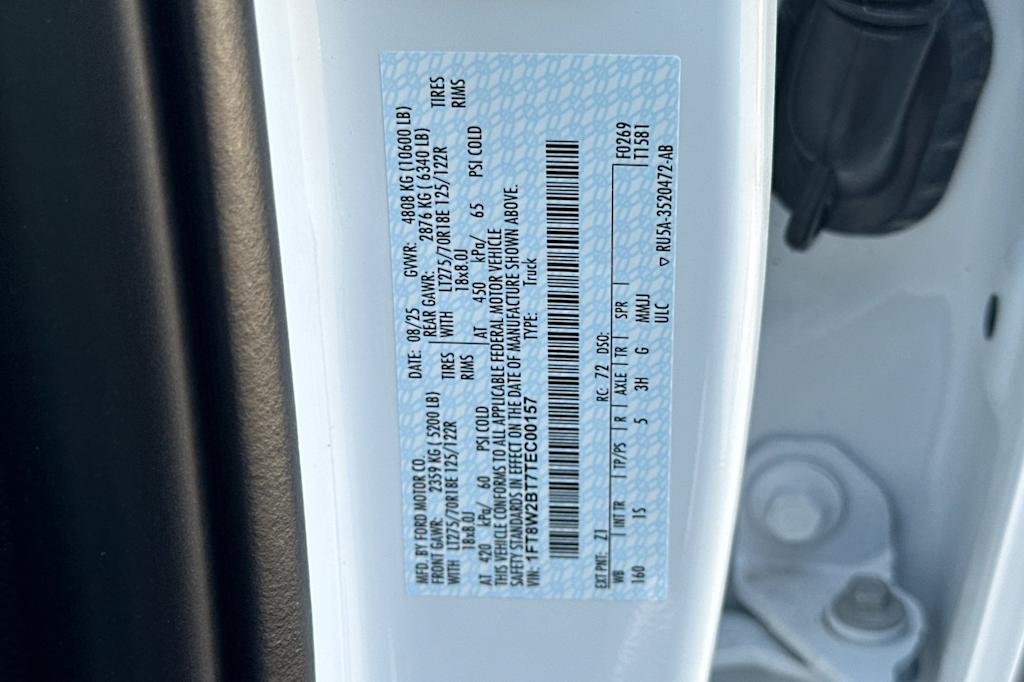 MFD. BY FORD MOTOR CO. DATE: 08/25 GVWR: 4808 KG (10600 LB)
FRONT GAWR: 2359 KG ( 5200 LB) REAR GAWR: 2876 KG ( 6340 LB)
WITH LT275/70R18E 125/122R TIRES WITH LT275/70R18E 125/122R TIRES
18x8.0J RIMS 18x8.0J RIMS
AT 420 kPa/ 60 PSI COLD AT 450 kPa/ 65 PSI COLD
THIS VEHICLE CONFORMS TO ALL APPLICABLE FEDERAL MOTOR VEHICLE
SAFETY STANDARDS IN EFFECT ON THE DATE OF MANUFACTURE SHOWN ABOVE.
VIN: 1FT8W2BT7TEC00157 TYPE: Truck
EXT PNT: Z1 RC: 72 DSO: F0269
WB INT TR TP/PS R AXLE TR SPR T1581
160 IS 5 3H G MMJJ
ULC ▽ RU5A-3520472-AB